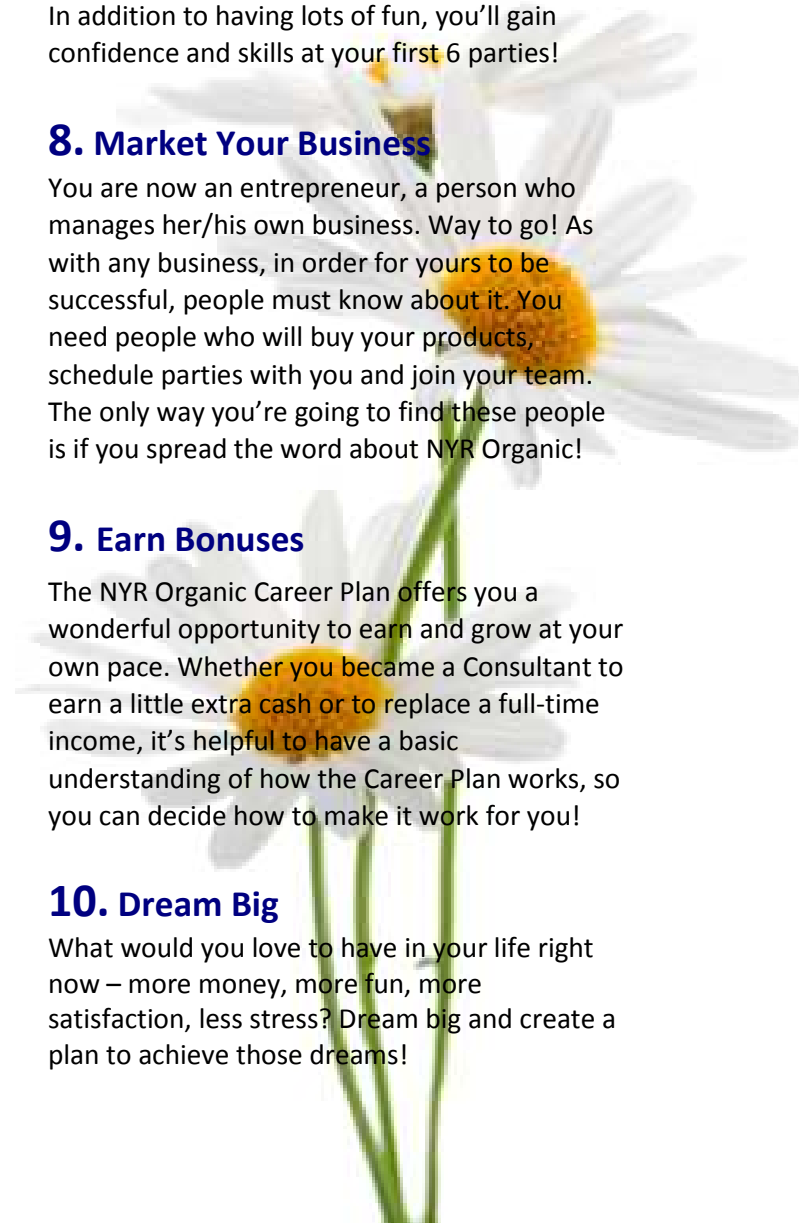 In addition to having lots of fun, you’ll gain
confidence and skills at your first 6 parties!
8. Market Your Business
You are now an entrepreneur, a person who
manages her/his own business. Way to go! As
with any business, in order for yours to be
successful, people must know about it. You
need people who will buy your products,
schedule parties with you and join your team.
The only way you’re going to find these people
is if you spread the word about NYR Organic!
9. Earn Bonuses
The NYR Organic Career Plan offers you a
wonderful opportunity to earn and grow at your
own pace. Whether you became a Consultant to
earn a little extra cash or to replace a full-time
income, it’s helpful to have a basic
understanding of how the Career Plan works, so
you can decide how to make it work for you!
10. Dream Big
What would you love to have in your life right
now – more money, more fun, more
satisfaction, less stress? Dream big and create a
plan to achieve those dreams!